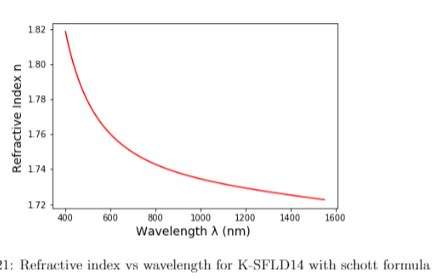 1.82
1.80
1.78
1.76
1.74
1.72
Refractive Index n
400 600 800 1000 1200 1400 1600
Wavelength λ (nm)
21: Refractive index vs wavelength for K-SFLD14 with schott formula